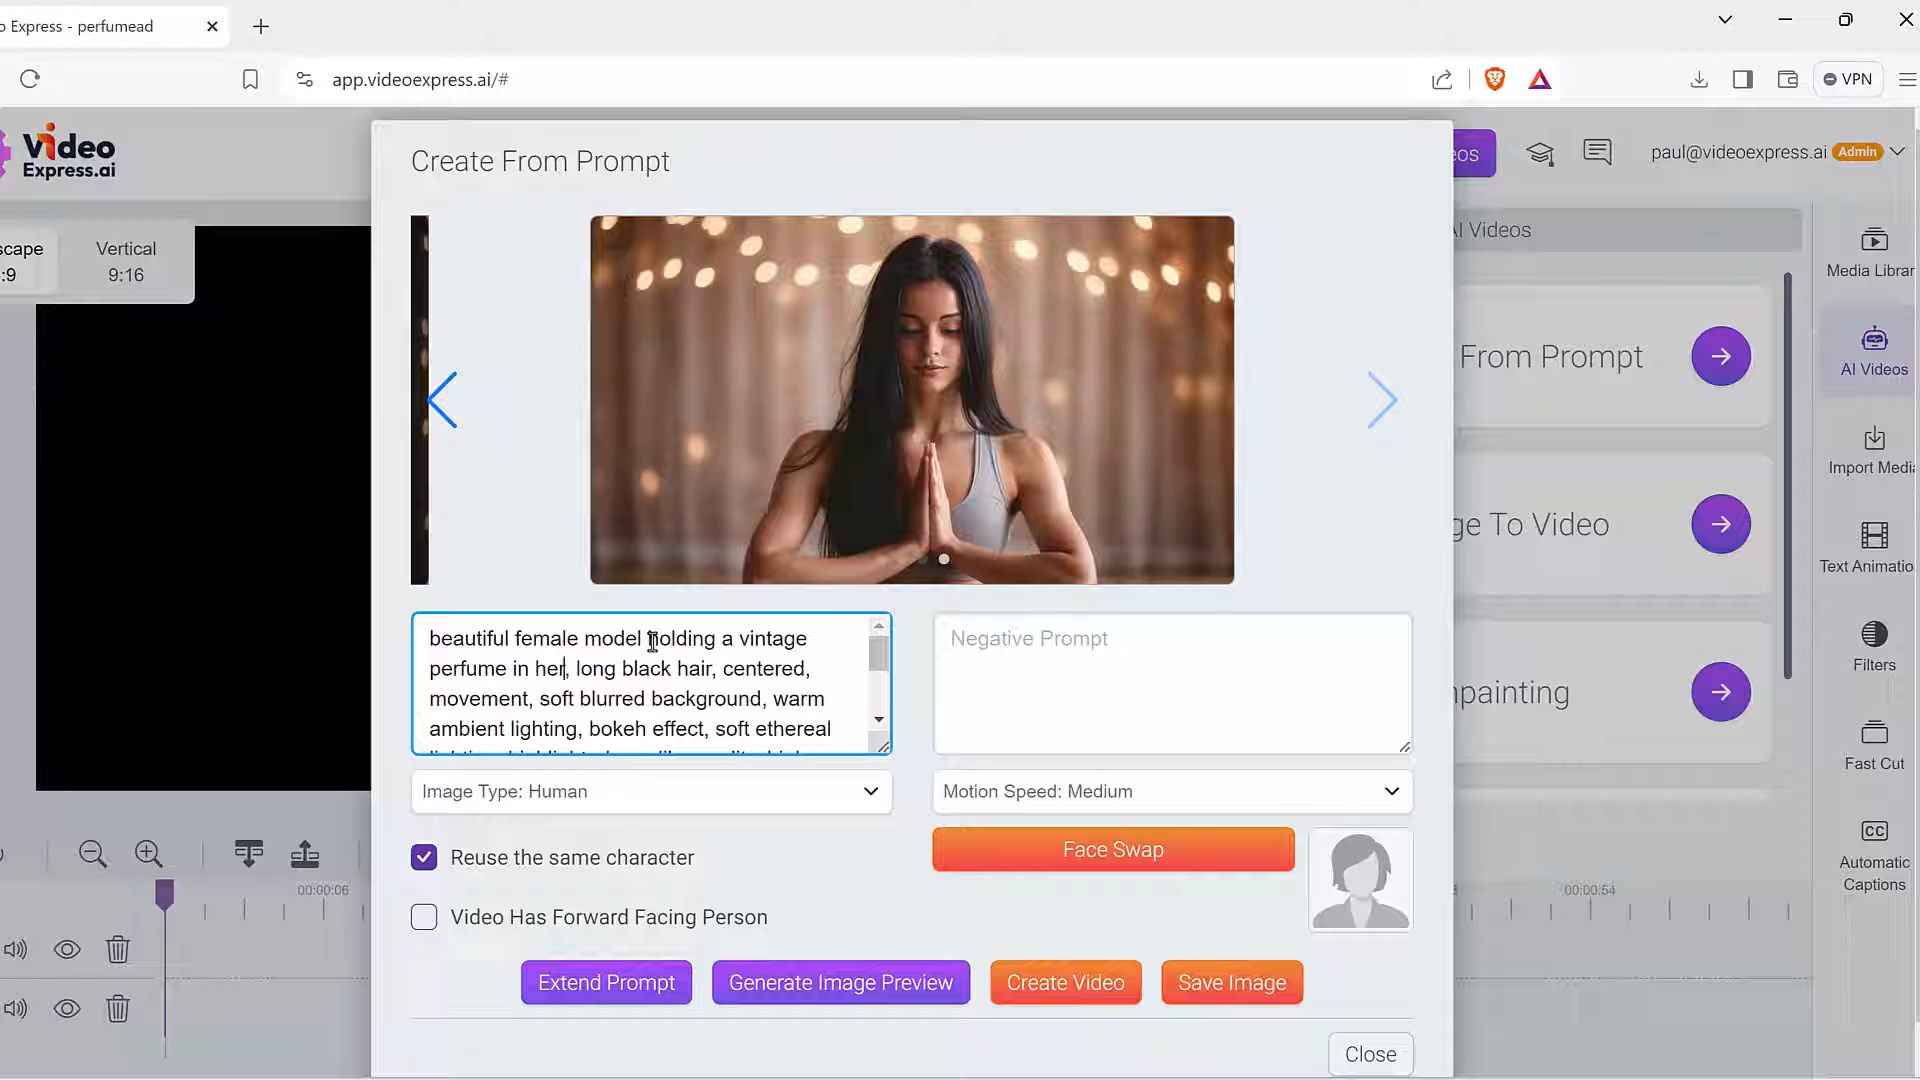 o Express - perfumead
app.videoexpress.ai/#
VPN
Video
Express.ai
Create From Prompt
eos
paul@videoexpress.ai Admin
scape
:9
Vertical
9:16
AI Videos
Media Librar
From Prompt
AI Videos
Import Medi
ge To Video
Text Animatio
beautiful female model holding a vintage
perfume in her, long black hair, centered,
movement, soft blurred background, warm
ambient lighting, bokeh effect, soft ethereal
Negative Prompt
Filters
painting
Fast Cut
Image Type: Human
Motion Speed: Medium
Reuse the same character
Face Swap
CC
Automatic
Captions
00:00:06
00:00:54
Video Has Forward Facing Person
Extend Prompt
Generate Image Preview
Create Video
Save Image
Close